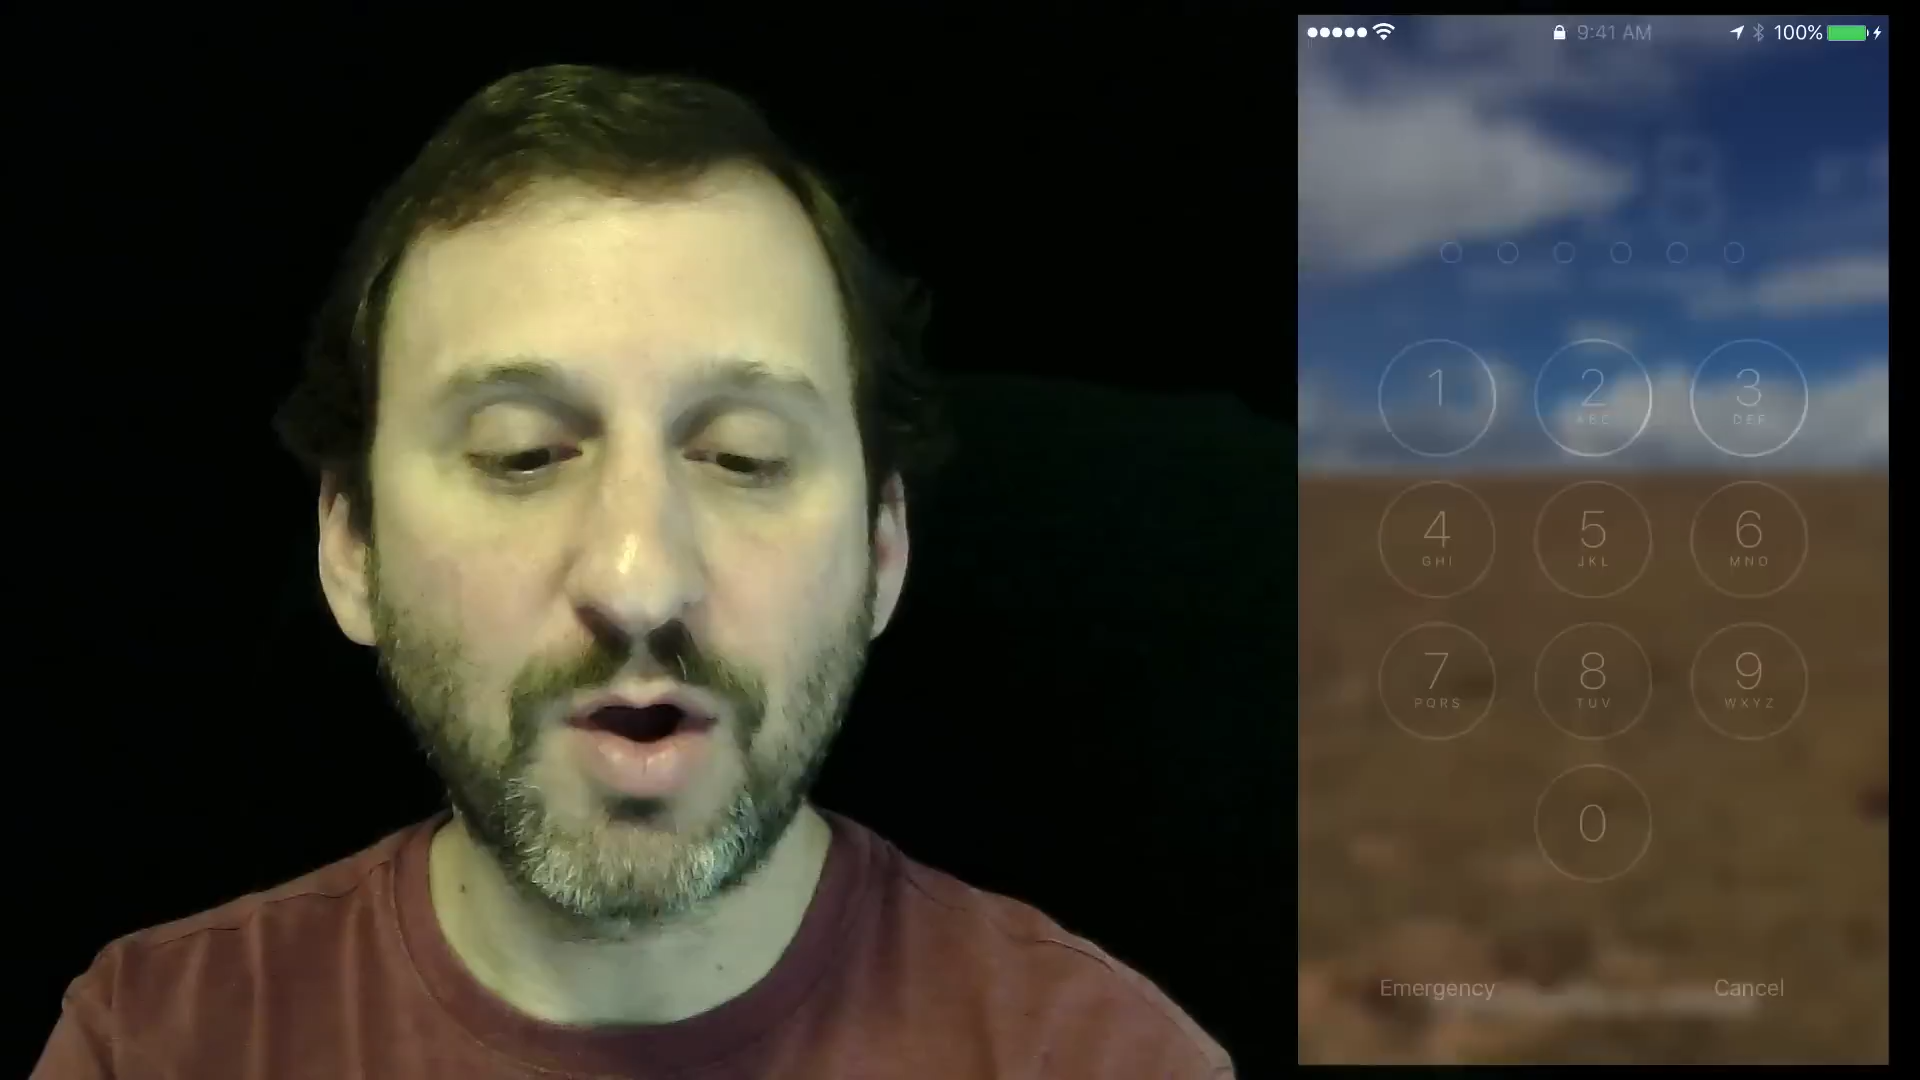 9:41 AM 100%
1 2 3
ABC DEF
4 5 6
GHI JKL MNO
7 8 9
PQRS TUV WXYZ
0
Emergency Cancel